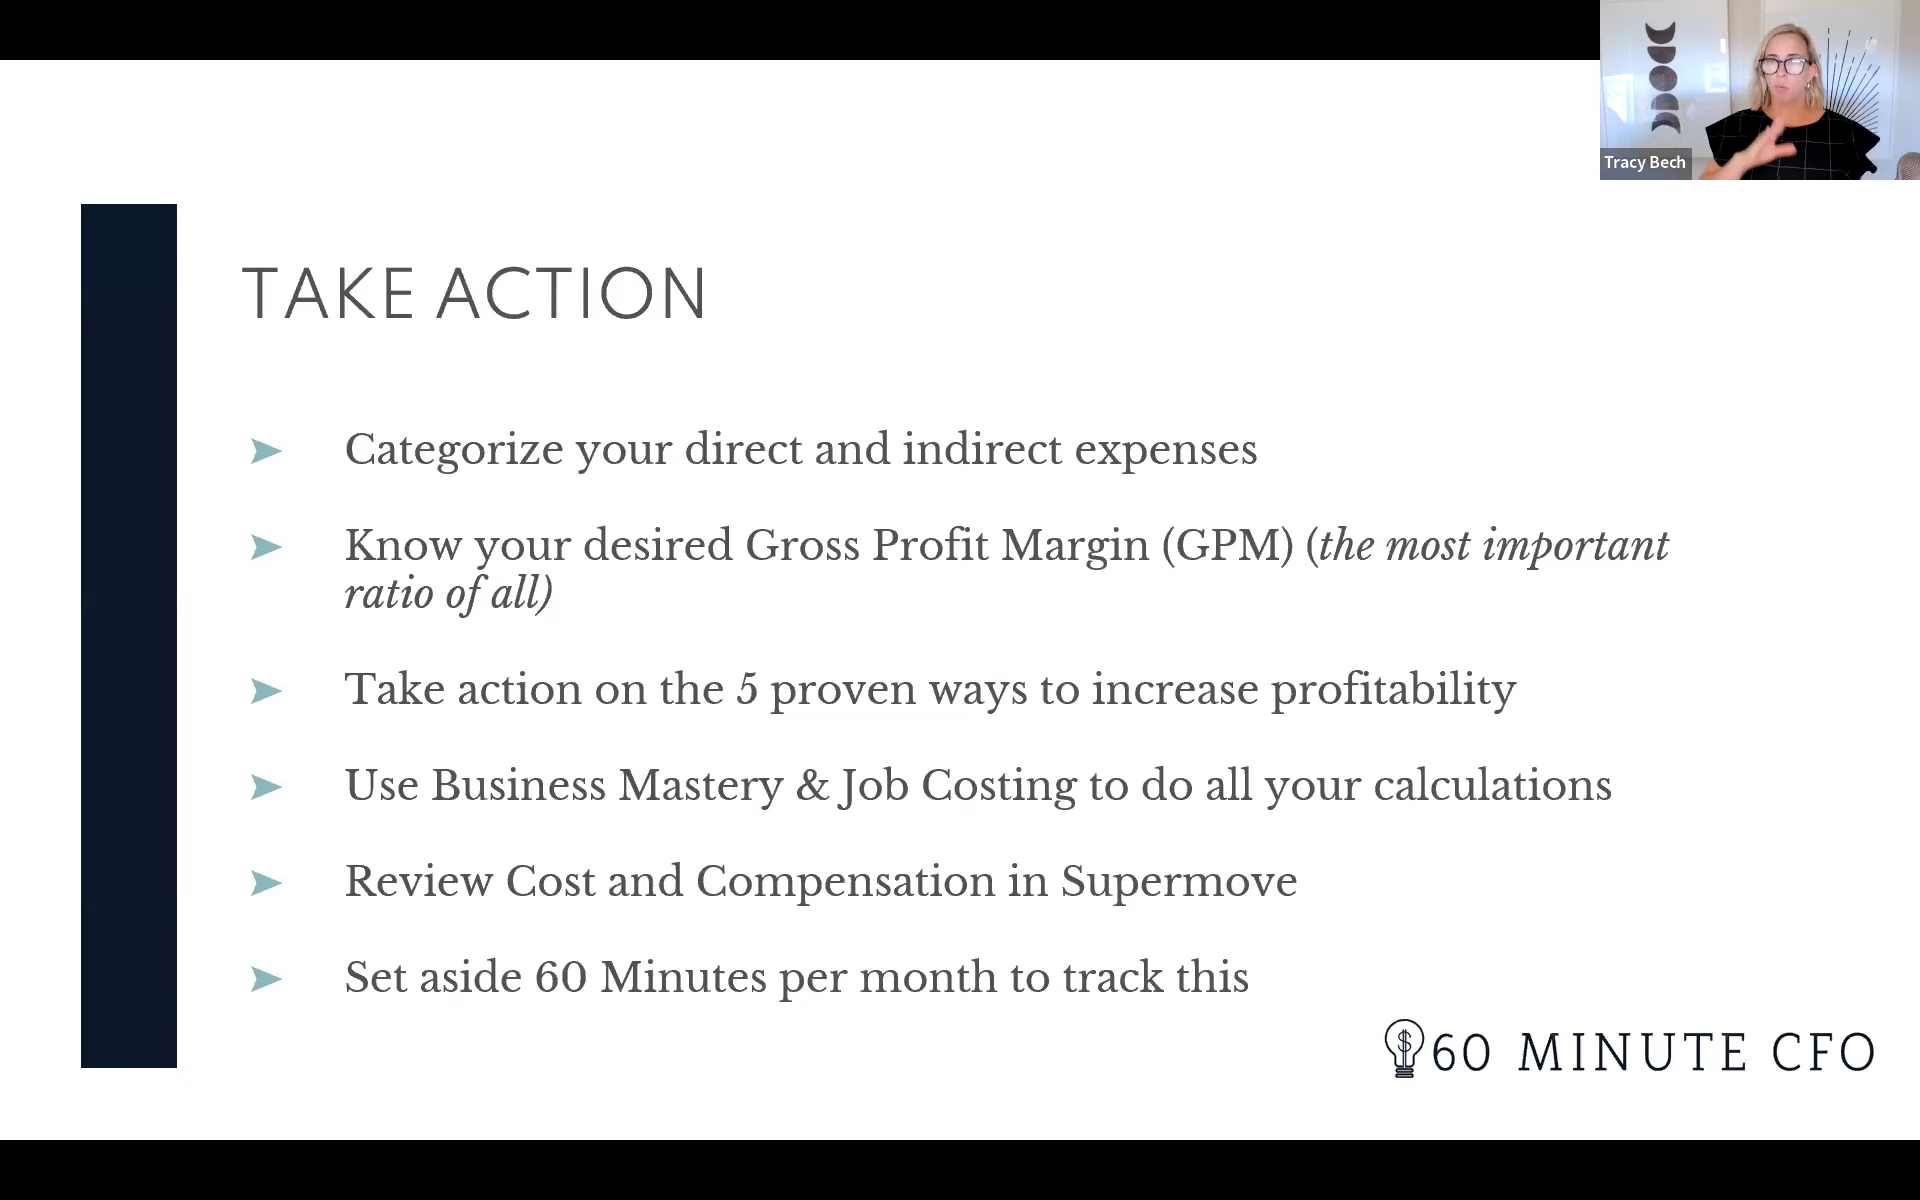 Tracy Bech
TAKE ACTION
Categorize your direct and indirect expenses
Know your desired Gross Profit Margin (GPM) (the most important
ratio of all)
Take action on the 5 proven ways to increase profitability
Use Business Mastery & Job Costing to do all your calculations
Review Cost and Compensation in Supermove
Set aside 60 Minutes per month to track this
$60 MINUTE CFO